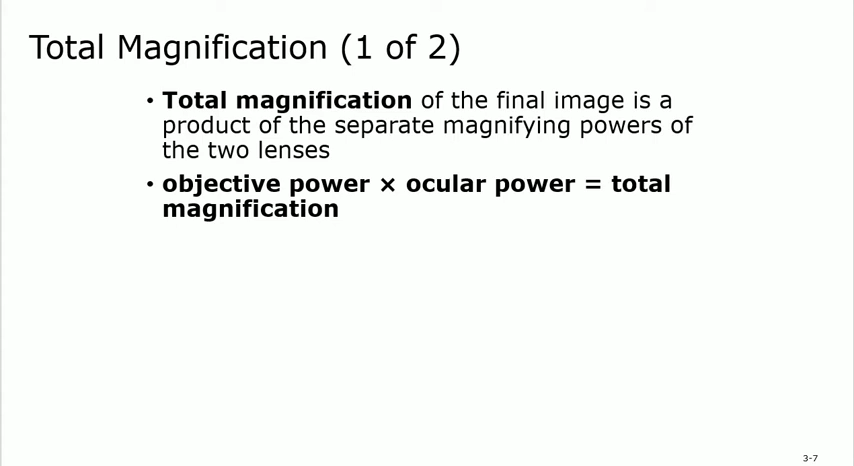 Total Magnification (1 of 2)
• Total magnification of the final image is a
product of the separate magnifying powers of
the two lenses
• objective power × ocular power = total
magnification
3-7